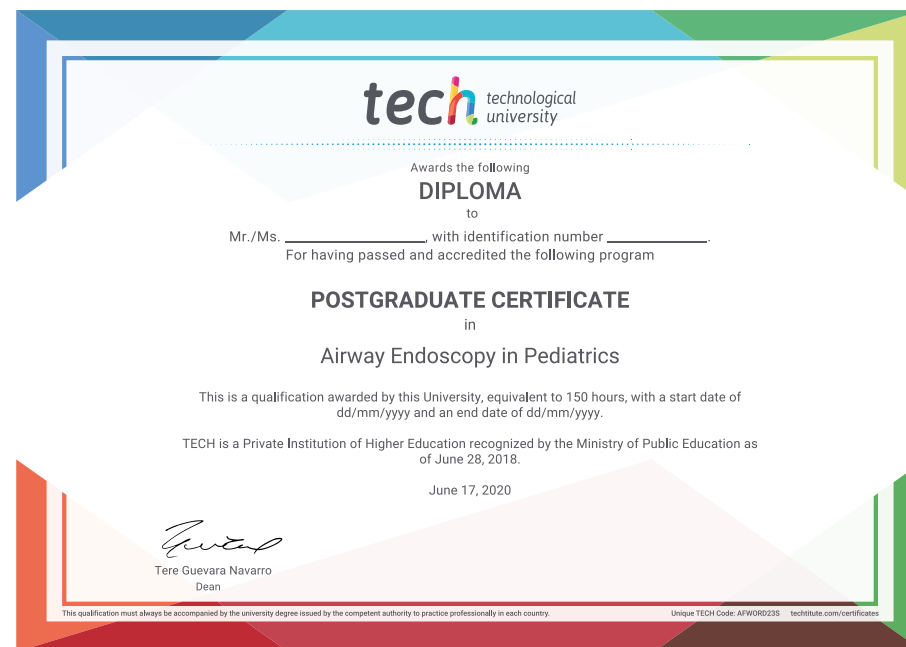 tech technological
university
Awards the following
DIPLOMA
to
Mr./Ms. ____________, with identification number ____________.
For having passed and accredited the following program
POSTGRADUATE CERTIFICATE
in
Airway Endoscopy in Pediatrics
This is a qualification awarded by this University, equivalent to 150 hours, with a start date of
dd/mm/yyyy and an end date of dd/mm/yyyy.
TECH is a Private Institution of Higher Education recognized by the Ministry of Public Education as
of June 28, 2018.
June 17, 2020
Tere Guevara Navarro
Dean
This qualification must always be accompanied by the university degree issued by the competent authority to practice professionally in each country. Unique TECH Code: AFWORD23S techtitute.com/certificates